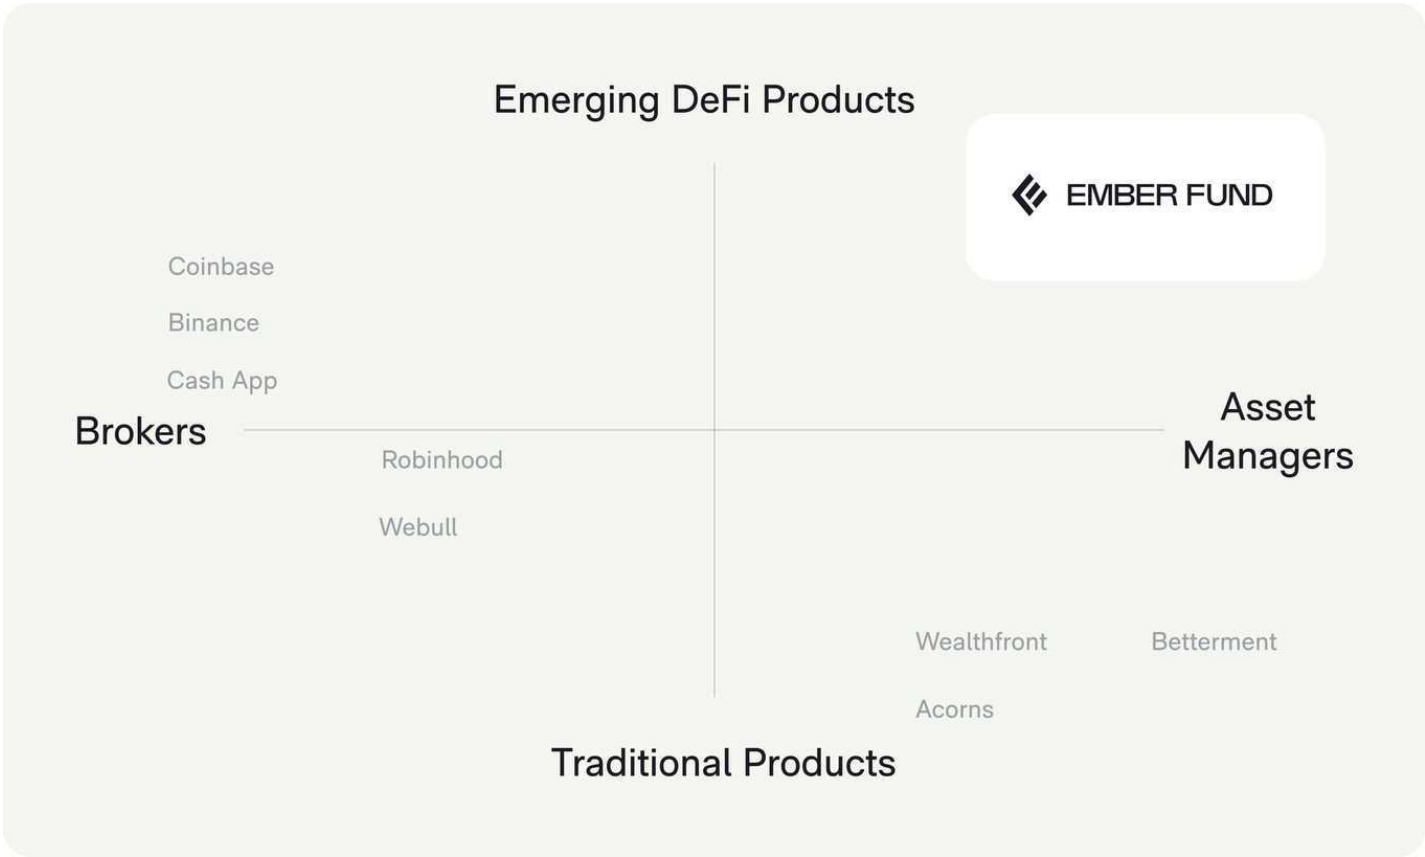 Emerging DeFi Products
EMBER FUND
Coinbase
Binance
Cash App
Brokers
Asset
Managers
Robinhood
Webull
Wealthfront
Betterment
Acorns
Traditional Products